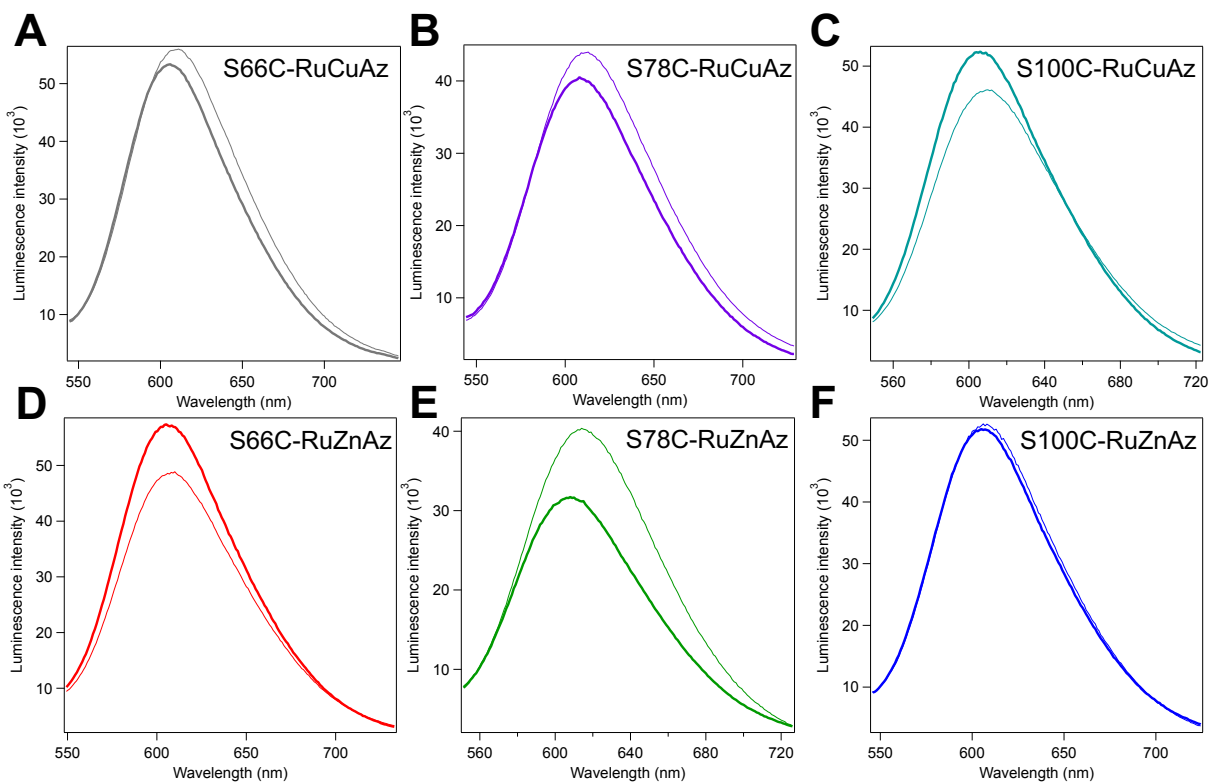 A
S66C-RuCuAz
Luminescence intensity (10³)
50
40
30
20
10
550
600
650
700
Wavelength (nm)
B
S78C-RuCuAz
Luminescence intensity (10³)
40
30
20
10
550
600
650
700
Wavelength (nm)
C
S100C-RuCuAz
Luminescence intensity (10³)
50
40
30
20
10
560
600
640
680
720
Wavelength (nm)
D
S66C-RuZnAz
Luminescence intensity (10³)
50
40
30
20
10
550
600
650
700
Wavelength (nm)
E
S78C-RuZnAz
Luminescence intensity (10³)
40
30
20
10
560
600
640
680
720
Wavelength (nm)
F
S100C-RuZnAz
Luminescence intensity (10³)
50
40
30
20
10
550
600
650
700
Wavelength (nm)